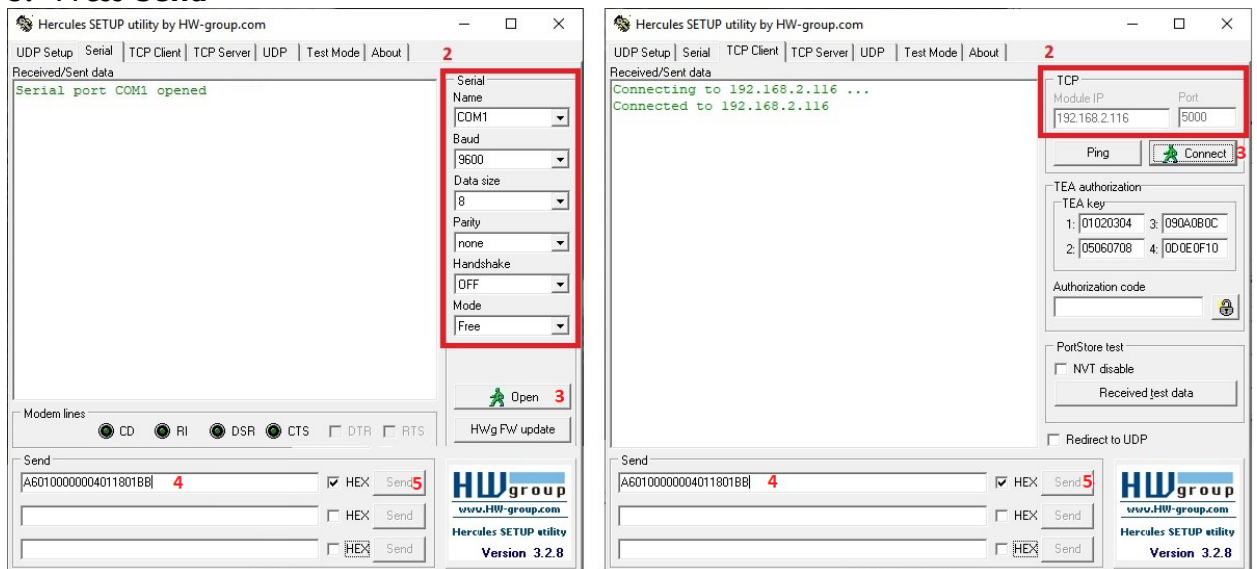 Press Send
Hercules SETUP utility by HW-group.com
UDP Setup Serial TCP Client TCP Server UDP Test Mode About
2
Received/Sent data
Serial port COM1 opened
Serial
Name
COM1
Baud
9600
Data size
8
Parity
none
Handshake
OFF
Mode
Free
Open 3
HWg FW update
Modem lines
CD RI DSR CTS DTR RTS
Send
A60100000004011801BB 4 HEX Send 5
HEX Send
HEX Send
HW group
www.HW-group.com
Hercules SETUP utility
Version 3.2.8
Hercules SETUP utility by HW-group.com
UDP Setup Serial TCP Client TCP Server UDP Test Mode About
2
Received/Sent data
Connecting to 192.168.2.116 ...
Connected to 192.168.2.116
TCP
Module IP Port
192.168.2.116 5000
Ping Connect 3
TEA authorization
TEA key
1: 01020304 3: 090A0B0C
2: 05060708 4: 0D0E0F10
Authorization code
PortStore test
NVT disable
Received test data
Redirect to UDP
Send
A60100000004011801BB 4 HEX Send 5
HEX Send
HEX Send
HW group
www.HW-group.com
Hercules SETUP utility
Version 3.2.8